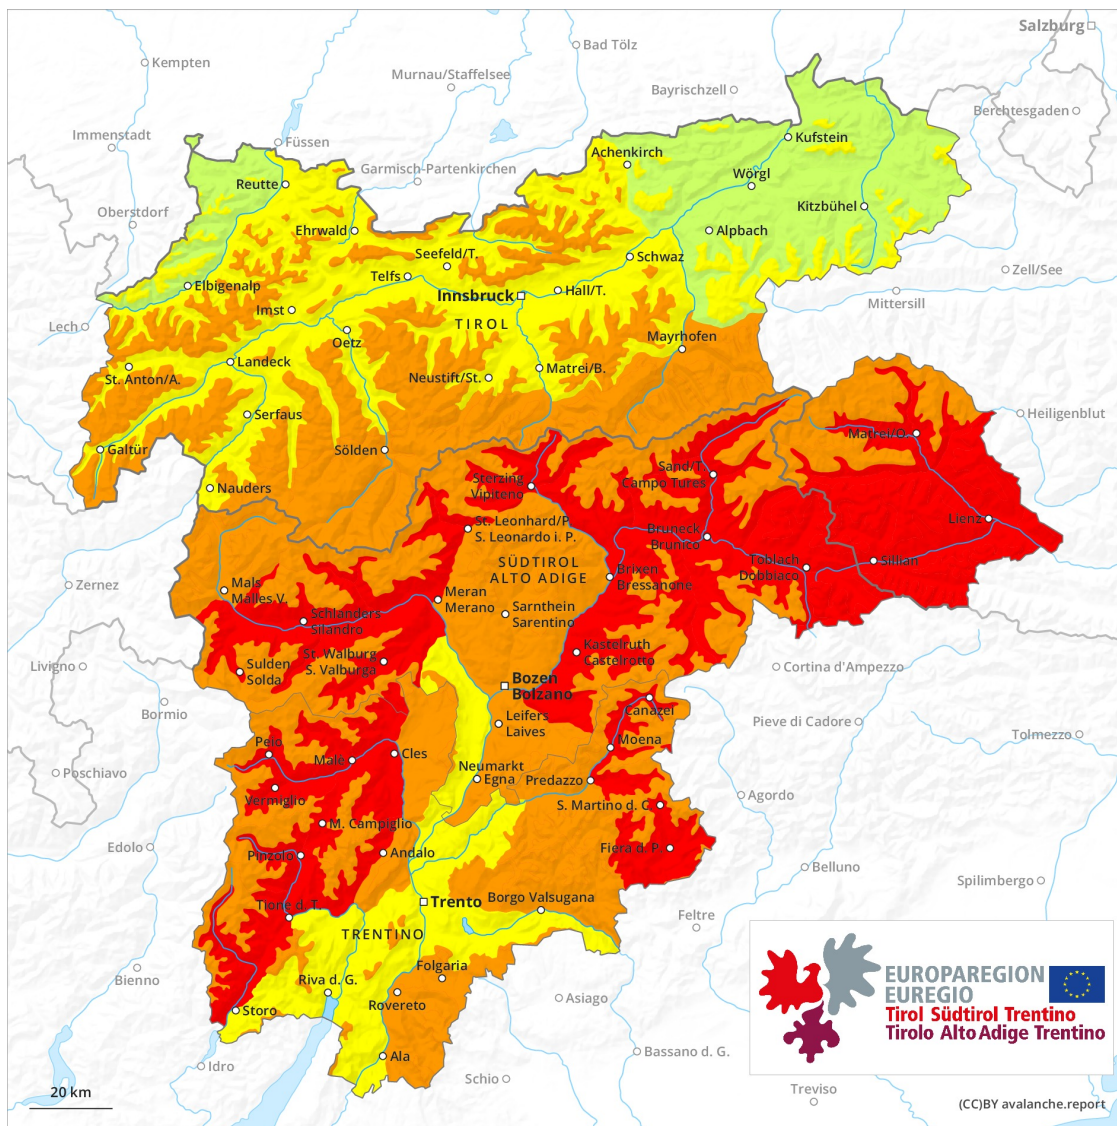 Salzburg
Bad Tölz
Kempten
Murnau/Staffelsee
Bayrischzell
Berchtesgaden
Immenstadt
Füssen
Kufstein
Achenkirch
Garmisch-Partenkirchen
Wörgl
Reutte
Kitzbühel
Oberstdorf
Ehrwald
Alpbach
Seefeld/T.
Schwaz
Zell/See
Telfs
Elbigenalp
Innsbruck
Hall/T.
Mittersill
Imst
TIROL
Lech
Oetz
Mayrhofen
Landeck
Matrei/B.
St. Anton/A.
Neustift/St.
Serfaus
Heiligenblut
Matrei/O.
Galtür
Sölden
Sand/T.
Campo Tures
Sterzing
Vipiteno
Nauders
Lienz
St. Leonhard/P.
S. Leonardo i. P.
Bruneck
Brunico
SÜDTIROL
ALTO ADIGE
Toblach
Dobbiaco
Sillian
Brixen
Bressanone
Zernez
Mals
Malles V.
Meran
Merano
Schlanders
Silandro
Sarnthein
Sarentino
Kastelruth
Castelrotto
St. Walburg
S. Valburga
Livigno
Sulden
Solda
Cortina d'Ampezzo
Bozen
Bolzano
Bormio
Canazei
Leifers
Laives
Pieve di Cadore
Tolmezzo
Moena
Peio
Malé
Cles
Poschiavo
Neumarkt
Egna
Predazzo
Vermiglio
Agordo
S. Martino d. C.
M. Campiglio
Edolo
Pinzolo
Andalo
Fiera d. P.
Belluno
Spilimbergo
Trento
Borgo Valsugana
Tione d. T.
Feltre
TRENTINO
Folgaria
Bienno
Riva d. G.
Rovereto
Asiago
Storo
Ala
Bassano d. G.
Idro
Schio
Treviso
EUROPAREGION
EUREGIO
Tirol Südtirol Trentino
Tirolo Alto Adige Trentino
20 km
(CC)BY avalanche.report